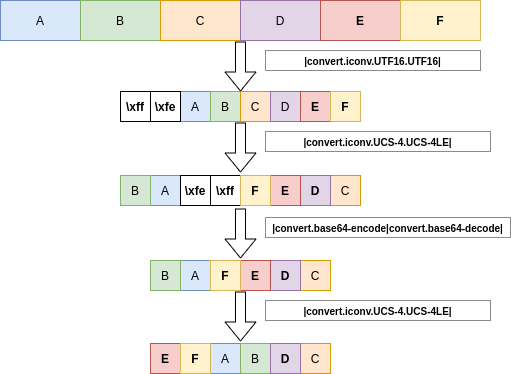 A B C D E F
|convert.iconv.UTF16.UTF16|
\xff \xfe A B C D E F
|convert.iconv.UCS-4.UCS-4LE|
B A \xfe \xff F E D C
|convert.base64-encode|convert.base64-decode|
B A F E D C
|convert.iconv.UCS-4.UCS-4LE|
E F A B D C